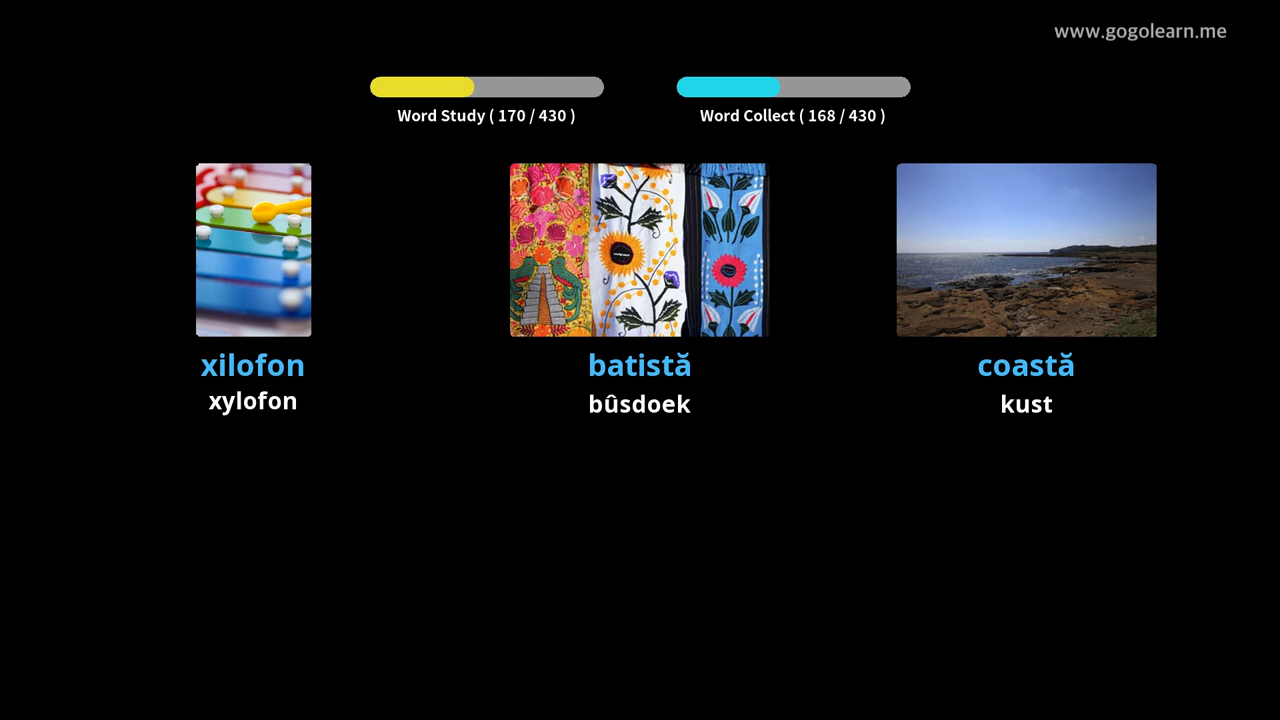 www.gogolearn.me
Word Study ( 170 / 430 )
Word Collect ( 168 / 430 )
xilofon
xylofon
batistă
bûsdoek
coastă
kust